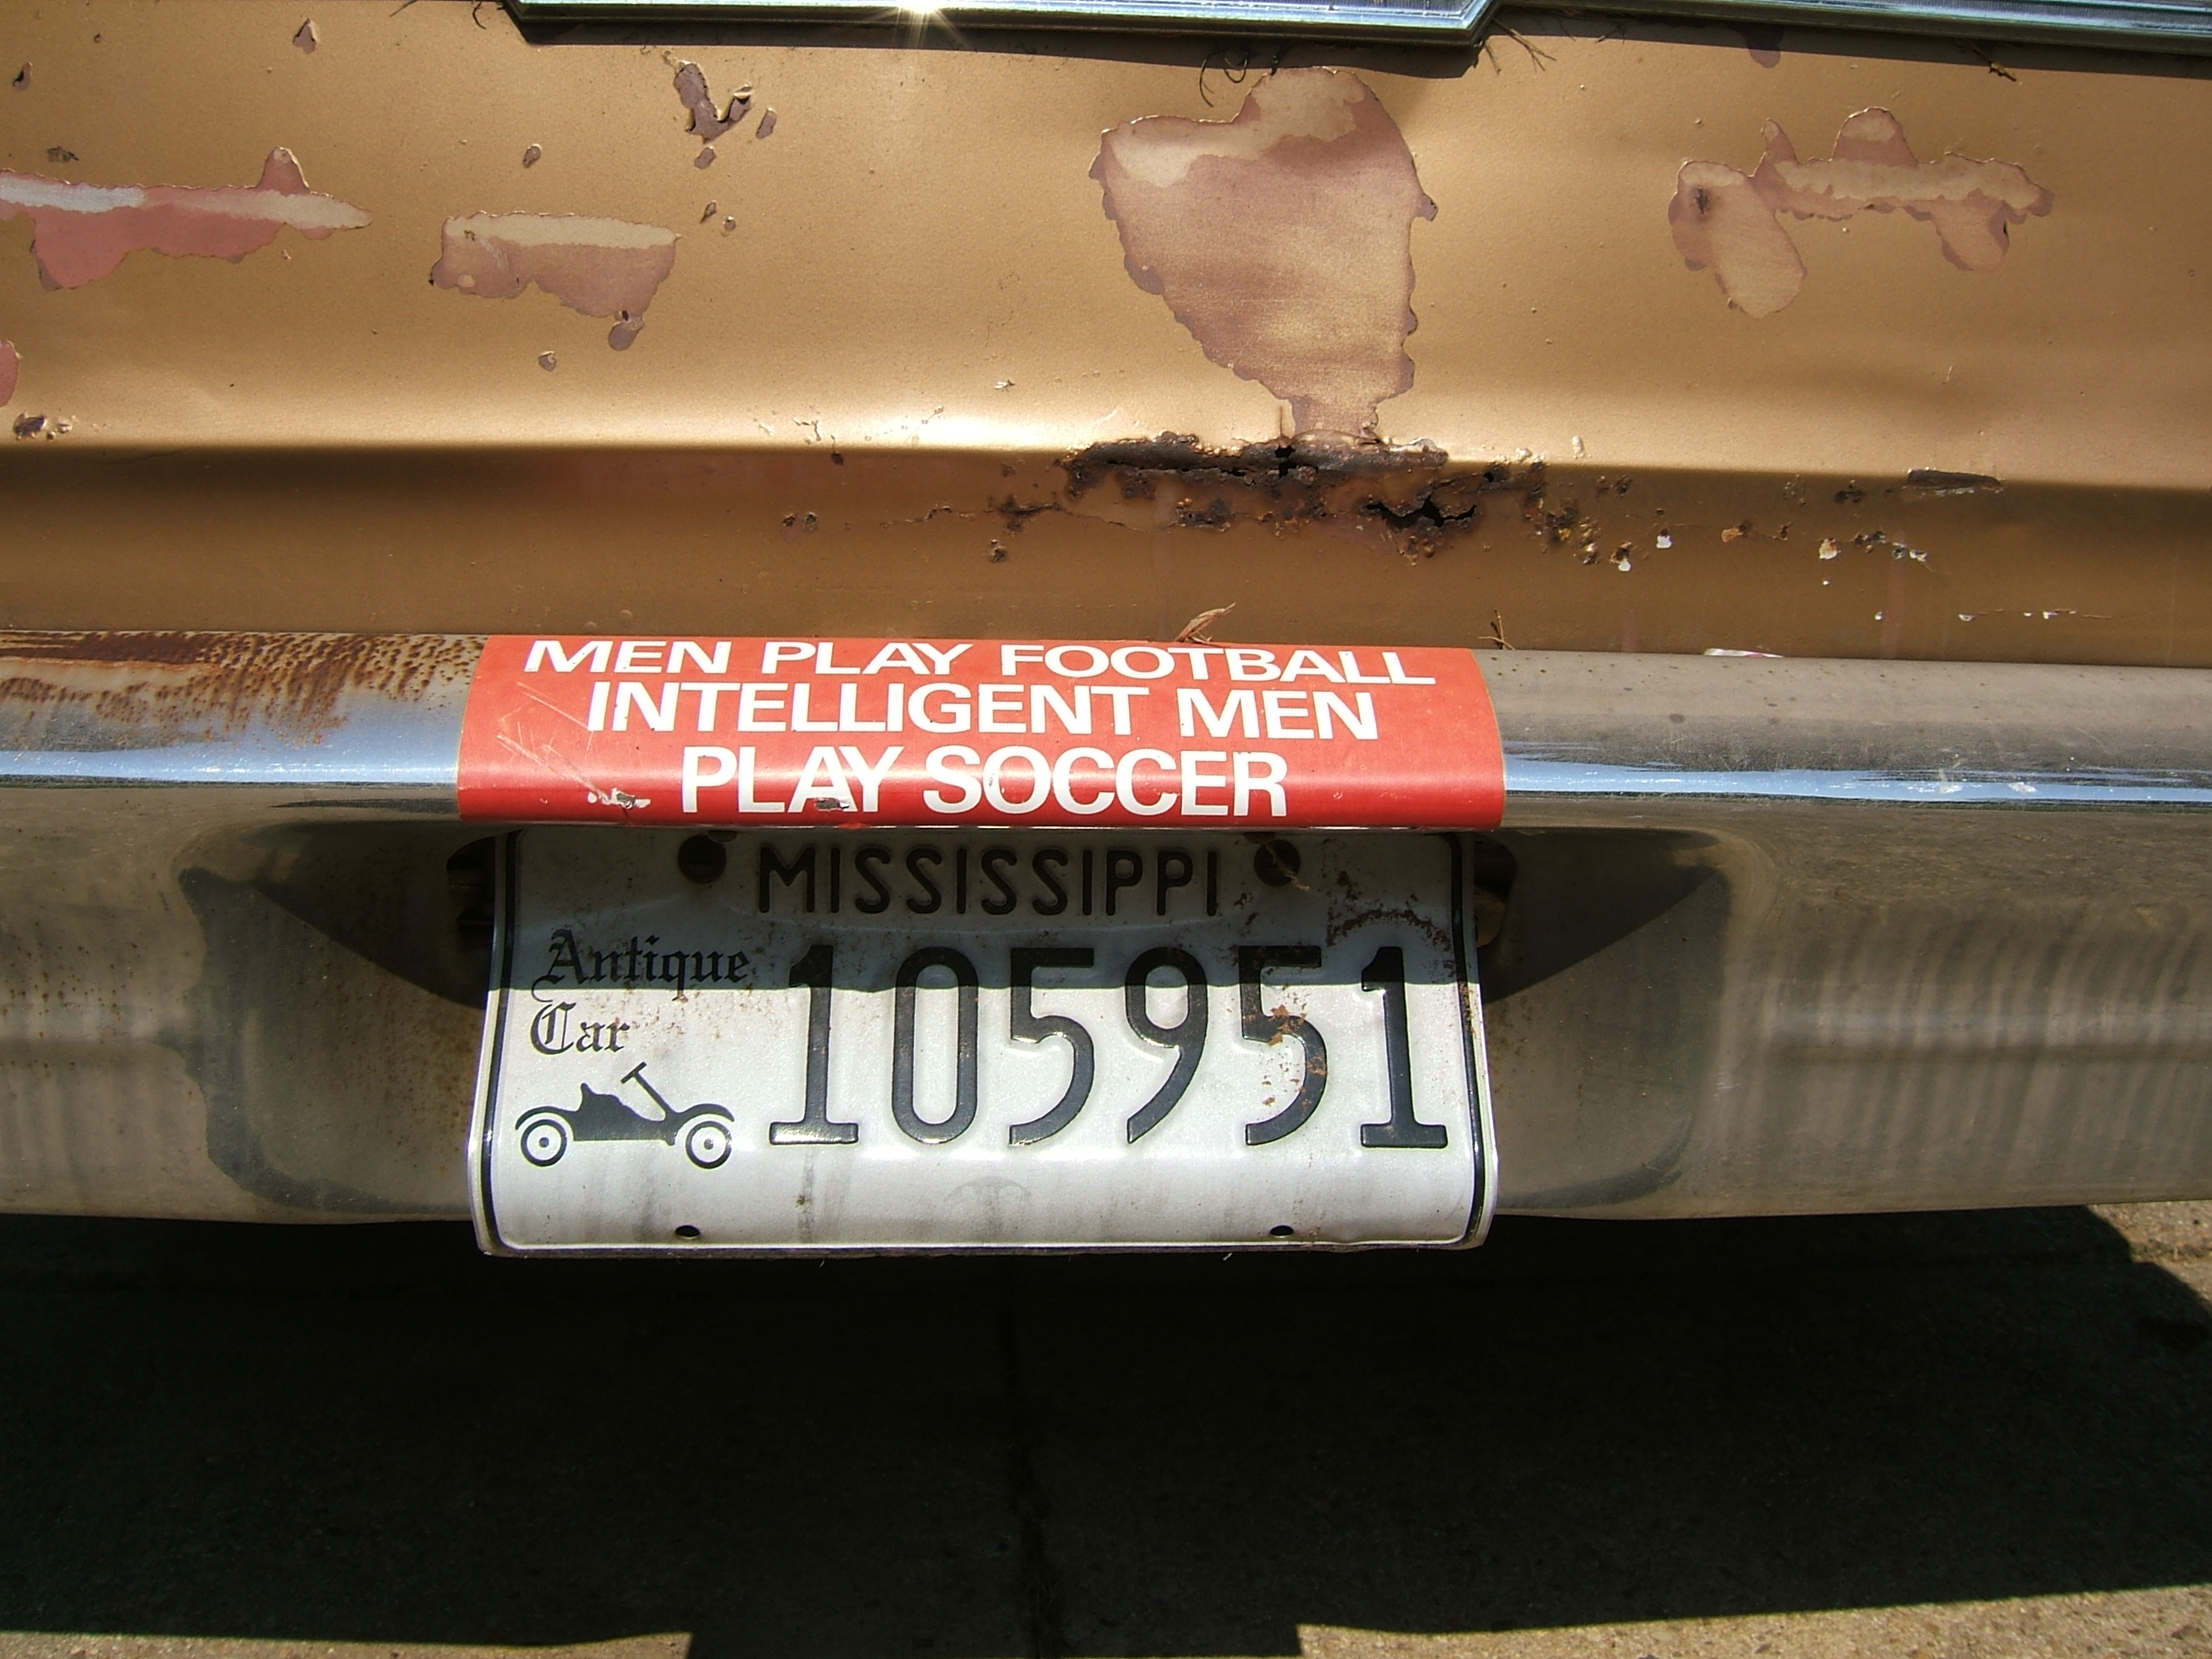 MEN PLAY FOOTBALL
INTELLIGENT MEN
PLAY SOCCER
MISSISSIPPI
Antique
Car
105951